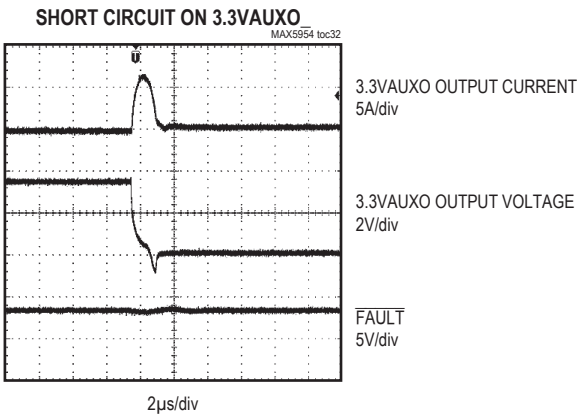 SHORT CIRCUIT ON 3.3VAUXO_
MAX5954 toc32
3.3VAUXO OUTPUT CURRENT
5A/div
3.3VAUXO OUTPUT VOLTAGE
2V/div
FAULT
5V/div
2µs/div